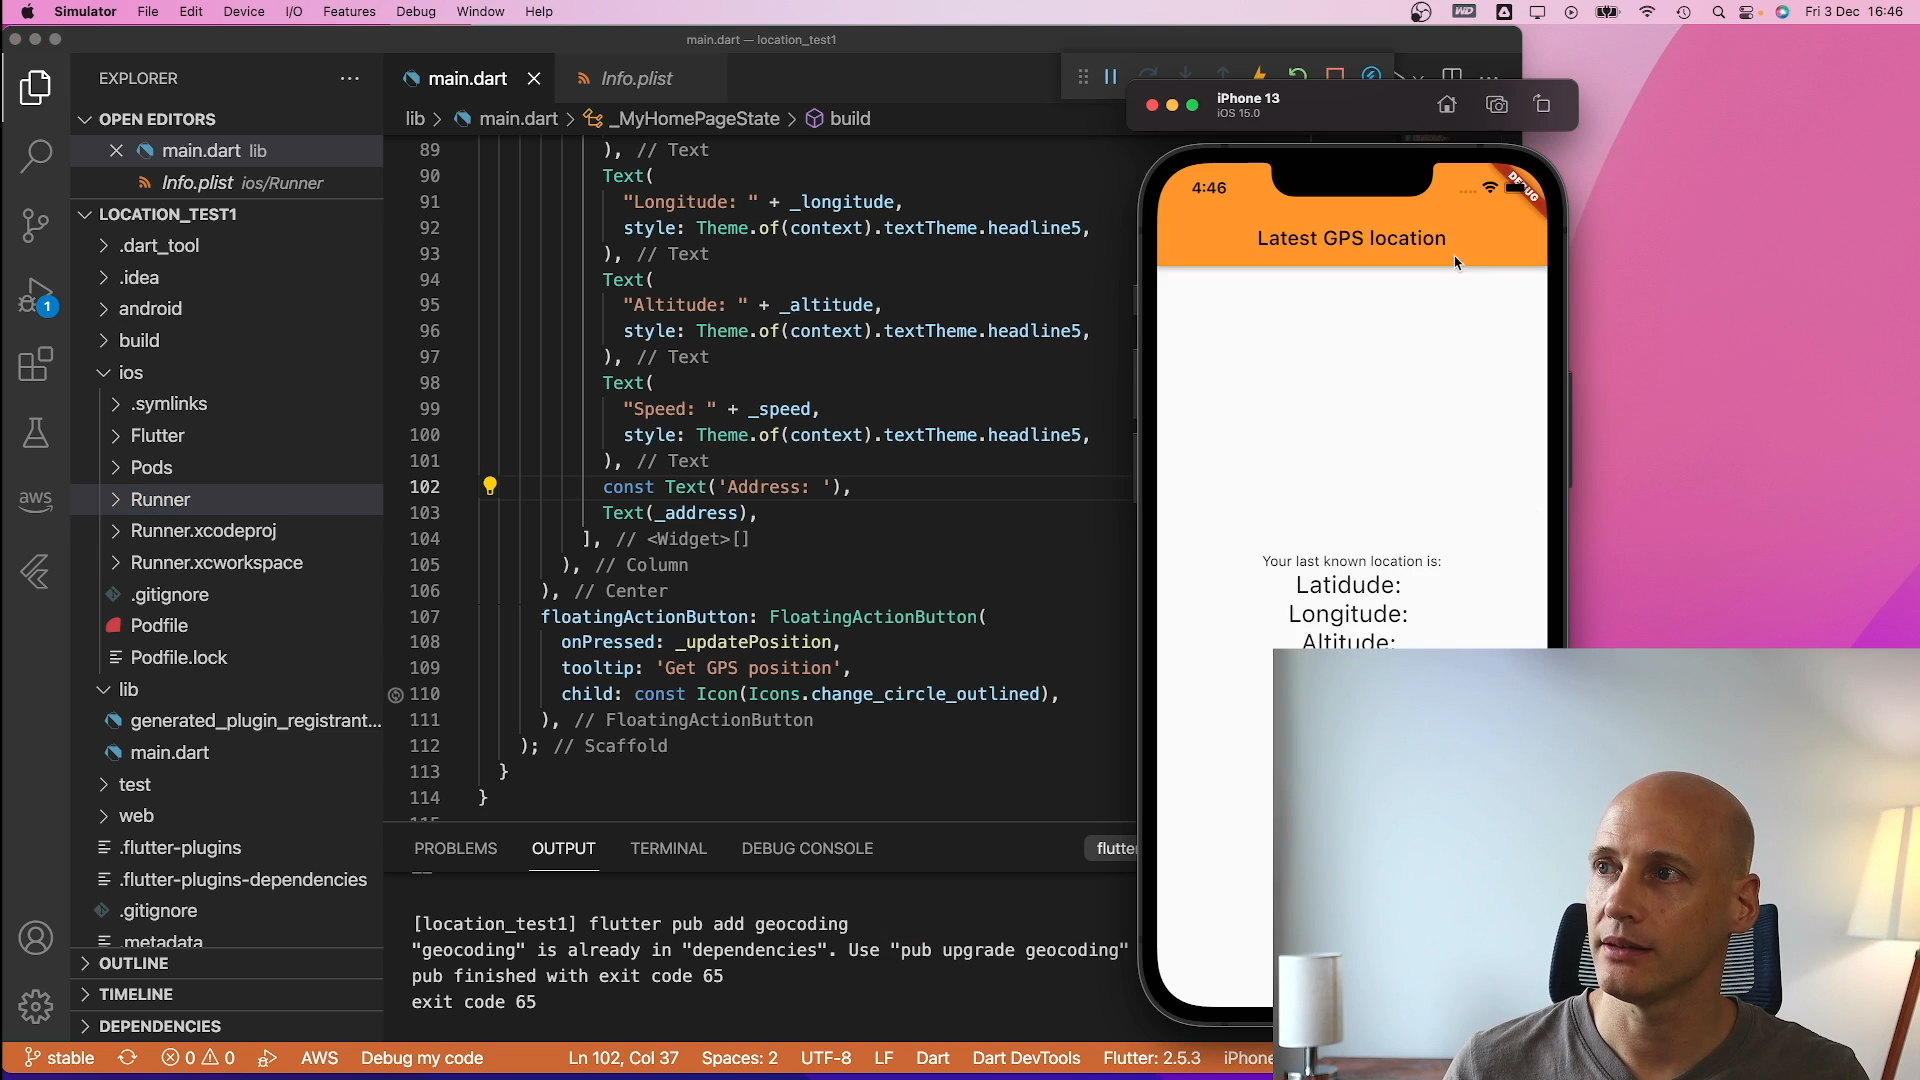 Simulator File Edit Device I/O Features Debug Window Help
WD
Fri 3 Dec 16:46
main.dart — location_test1
EXPLORER
main.dart
Info.plist
lib > main.dart > _MyHomePageState > build
OPEN EDITORS
main.dart lib
Info.plist ios/Runner
LOCATION_TEST1
.dart_tool
.idea
android
build
ios
.symlinks
Flutter
Pods
Runner
Runner.xcodeproj
Runner.xcworkspace
.gitignore
Podfile
Podfile.lock
lib
generated_plugin_registrant...
main.dart
test
web
.flutter-plugins
.flutter-plugins-dependencies
.gitignore
.metadata
OUTLINE
TIMELINE
DEPENDENCIES
1
aws
89 ), // Text
90 Text(
91 "Longitude: " + _longitude,
92 style: Theme.of(context).textTheme.headline5,
93 ), // Text
94 Text(
95 "Altitude: " + _altitude,
96 style: Theme.of(context).textTheme.headline5,
97 ), // Text
98 Text(
99 "Speed: " + _speed,
100 style: Theme.of(context).textTheme.headline5,
101 ), // Text
102 const Text('Address: '),
103 Text(_address),
104 ], // <Widget>[]
105 ), // Column
106 ), // Center
107 floatingActionButton: FloatingActionButton(
108 onPressed: _updatePosition,
109 tooltip: 'Get GPS position',
110 child: const Icon(Icons.change_circle_outlined),
111 ), // FloatingActionButton
112 ); // Scaffold
113 }
114 }
115
PROBLEMS OUTPUT TERMINAL DEBUG CONSOLE
flutter
[location_test1] flutter pub add geocoding
"geocoding" is already in "dependencies". Use "pub upgrade geocoding"
pub finished with exit code 65
exit code 65
iPhone 13
iOS 15.0
4:46
DEBUG
Latest GPS location
Your last known location is:
Latidude:
Longitude:
Altitude:
stable 0 0 AWS Debug my code Ln 102, Col 37 Spaces: 2 UTF-8 LF Dart Dart DevTools Flutter: 2.5.3 iPhone